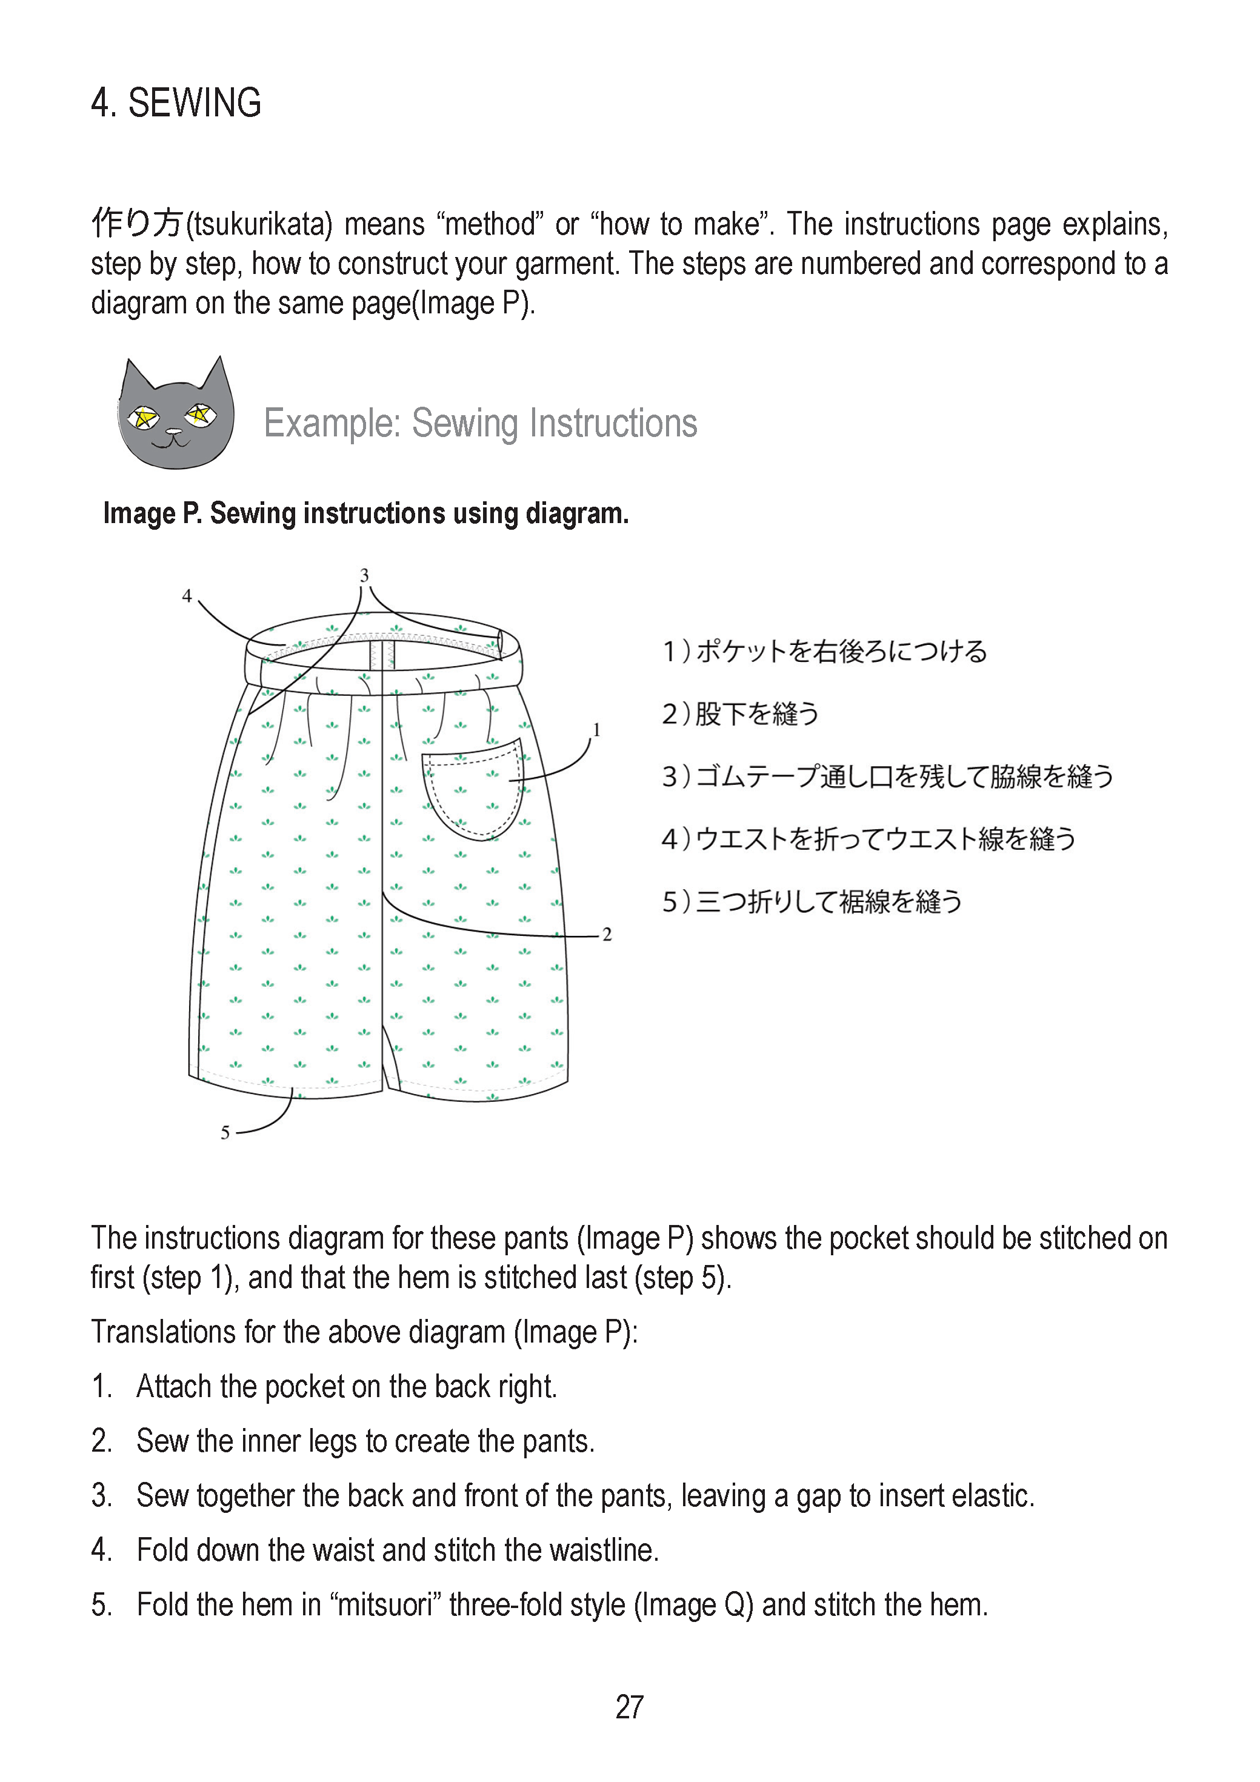 4. SEWING
作り方(tsukurikata) means “method” or “how to make”. The instructions page explains,
step by step, how to construct your garment. The steps are numbered and correspond to a
diagram on the same page(Image P).
Example: Sewing Instructions
Image P. Sewing instructions using diagram.
3
4
1
2
5
1）ポケットを右後ろにつける
2）股下を縫う
3）ゴムテープ通し口を残して脇線を縫う
4）ウエストを折ってウエスト線を縫う
5）三つ折りして裾線を縫う
The instructions diagram for these pants (Image P) shows the pocket should be stitched on
first (step 1), and that the hem is stitched last (step 5).
Translations for the above diagram (Image P):
1. Attach the pocket on the back right.
2. Sew the inner legs to create the pants.
3. Sew together the back and front of the pants, leaving a gap to insert elastic.
4. Fold down the waist and stitch the waistline.
5. Fold the hem in “mitsuori” three-fold style (Image Q) and stitch the hem.
27